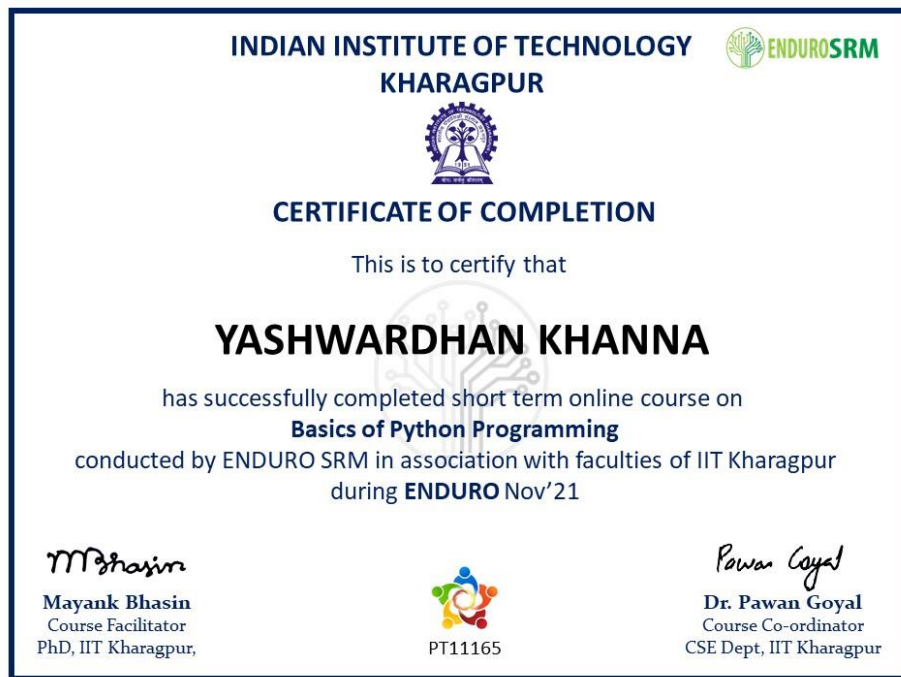 INDIAN INSTITUTE OF TECHNOLOGY
KHARAGPUR
ENDUROSRM
CERTIFICATE OF COMPLETION
This is to certify that
YASHWARDHAN KHANNA
has successfully completed short term online course on
Basics of Python Programming
conducted by ENDURO SRM in association with faculties of IIT Kharagpur
during ENDURO Nov'21
MBhasin
Mayank Bhasin
Course Facilitator
PhD, IIT Kharagpur,
PT11165
Pawan Goyal
Dr. Pawan Goyal
Course Co-ordinator
CSE Dept, IIT Kharagpur